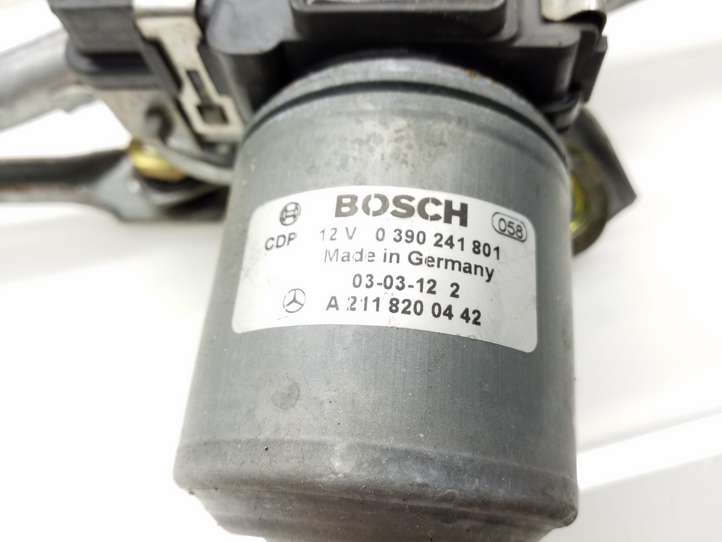 BOSCH 058
CDP 12 V 0 390 241 801
Made in Germany
03-03-12 2
A 211 820 04 42